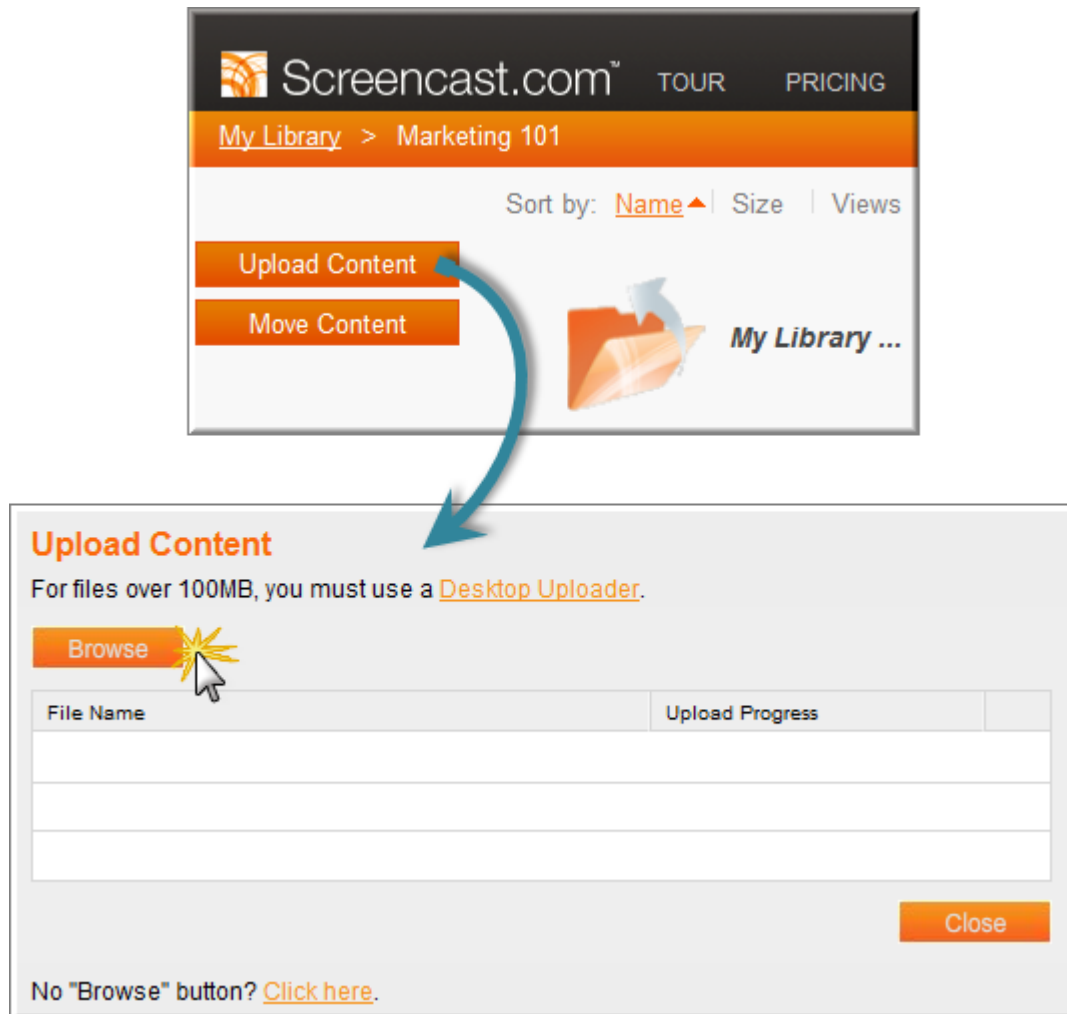 Screencast.com™ TOUR PRICING
My Library > Marketing 101
Sort by: Name Size Views
Upload Content
Move Content
My Library ...
Upload Content
For files over 100MB, you must use a Desktop Uploader.
Browse
File Name Upload Progress
Close
No "Browse" button? Click here.